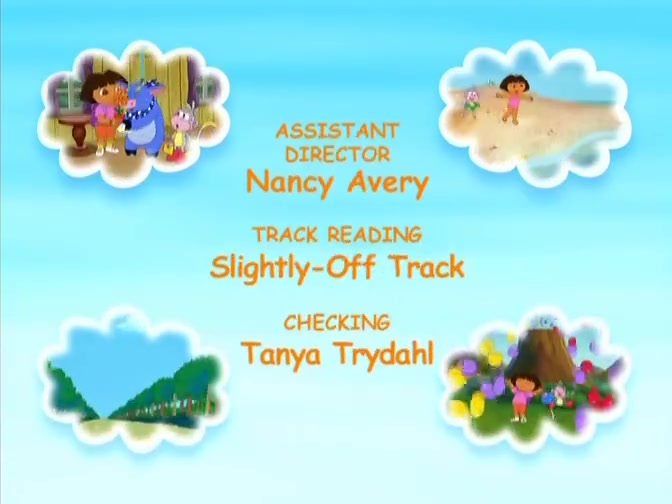 ASSISTANT
DIRECTOR
Nancy Avery
TRACK READING
Slightly-Off Track
CHECKING
Tanya Trydahl